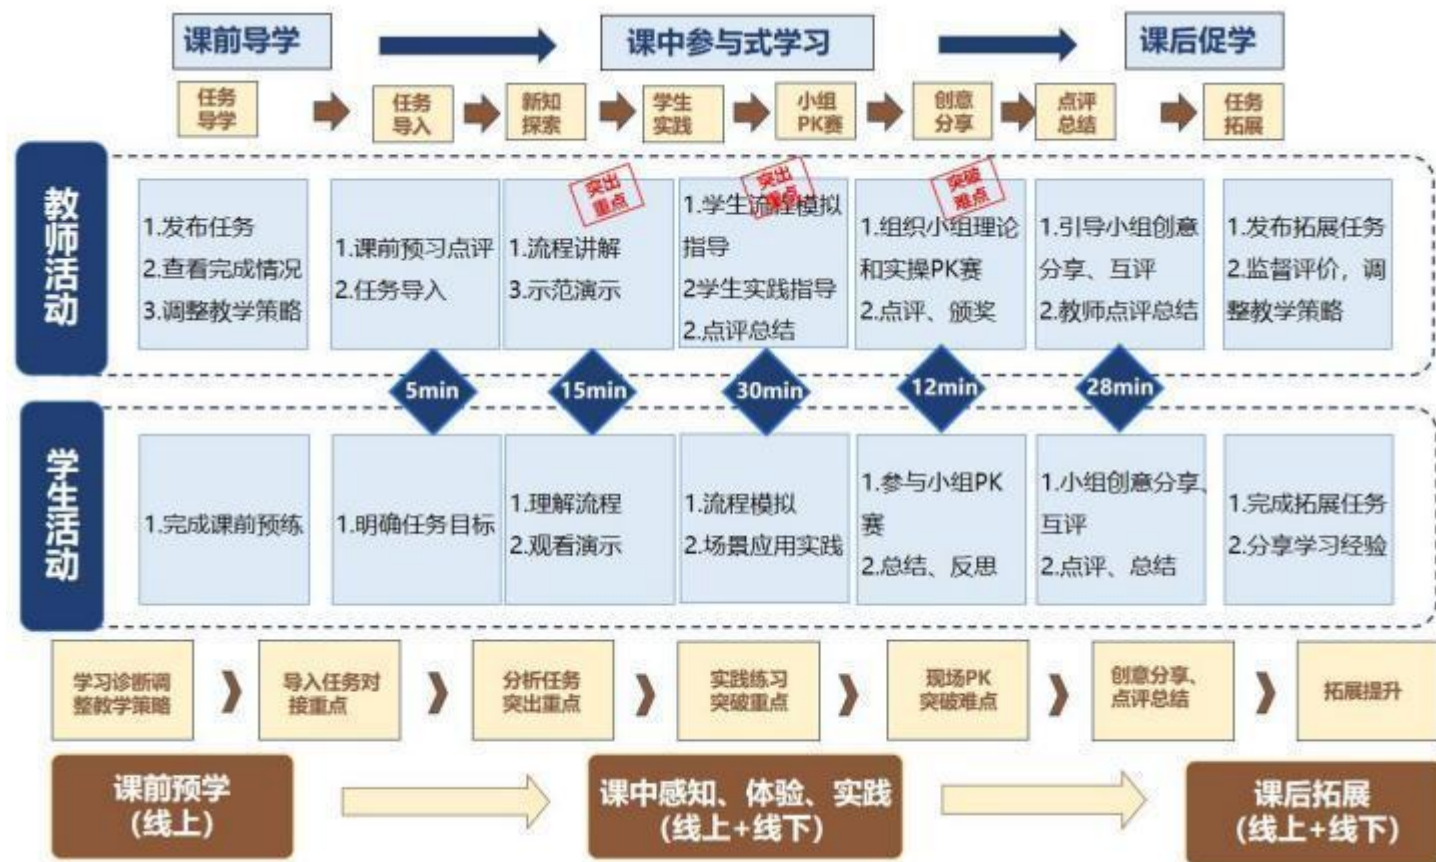 课前导学
课中参与式学习
课后促学
任务
导学
任务
导入
新知
探索
学生
实践
小组
PK赛
创意
分享
点评
总结
任务
拓展
教师活动
1.发布任务
2.查看完成情况
3.调整教学策略
1.课前预习点评
2.任务导入
突出
重点
1.流程讲解
3.示范演示
突出
重点
1.学生流程模拟
指导
2学生实践指导
2.点评总结
突破
难点
1.组织小组理论
和实操PK赛
2.点评、颁奖
1.引导小组创意
分享、互评
2.教师点评总结
1.发布拓展任务
2.监督评价，调
整教学策略
5min
15min
30min
12min
28min
学生活动
1.完成课前预练
1.明确任务目标
1.理解流程
2.观看演示
1.流程模拟
2.场景应用实践
1.参与小组PK
赛
2.总结、反思
1.小组创意分享、
互评
2.点评、总结
1.完成拓展任务
2.分享学习经验
学习诊断调
整教学策略
导入任务对
接重点
分析任务
突出重点
实践练习
突破重点
现场PK
突破难点
创意分享、
点评总结
拓展提升
课前预学
(线上)
课中感知、体验、实践
(线上+线下)
课后拓展
(线上+线下)